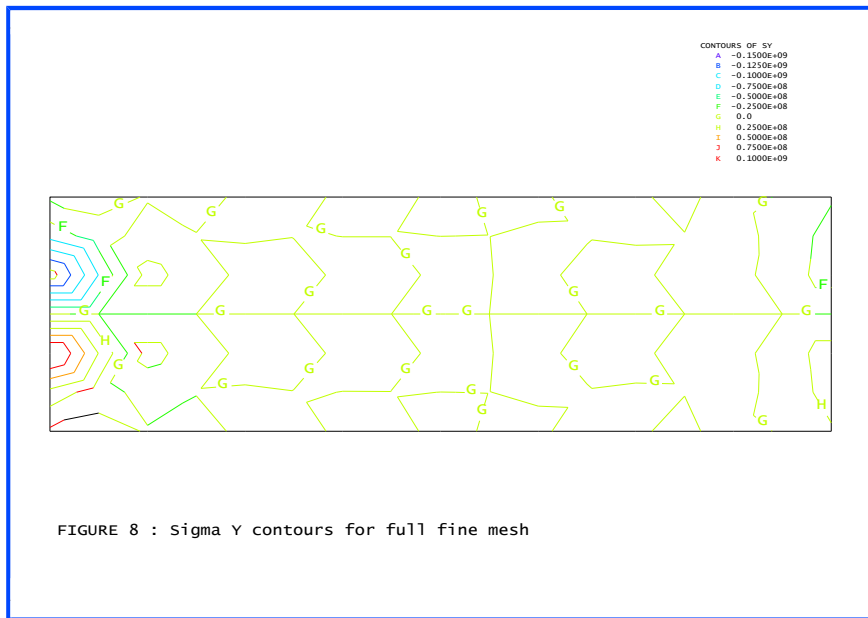 CONTOURS OF SY
A -0.1500E+09
B -0.1250E+09
C -0.1000E+09
D -0.7500E+08
E -0.5000E+08
F -0.2500E+08
G 0.0
H 0.2500E+08
I 0.5000E+08
J 0.7500E+08
K 0.1000E+09
G G G G G
F G G
F G F
G G
G G G G G G
H
G G G
G G G
G H
G
FIGURE 8 : Sigma Y contours for full fine mesh